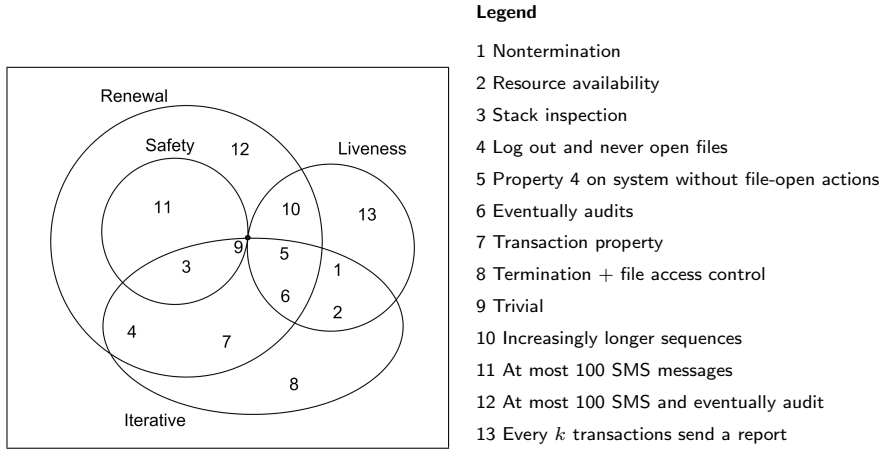 Renewal
Safety
Liveness
12
11
10
13
9
5
3
1
6
2
4
7
8
Iterative
Legend
1 Nontermination
2 Resource availability
3 Stack inspection
4 Log out and never open files
5 Property 4 on system without file-open actions
6 Eventually audits
7 Transaction property
8 Termination + file access control
9 Trivial
10 Increasingly longer sequences
11 At most 100 SMS messages
12 At most 100 SMS and eventually audit
13 Every k transactions send a report